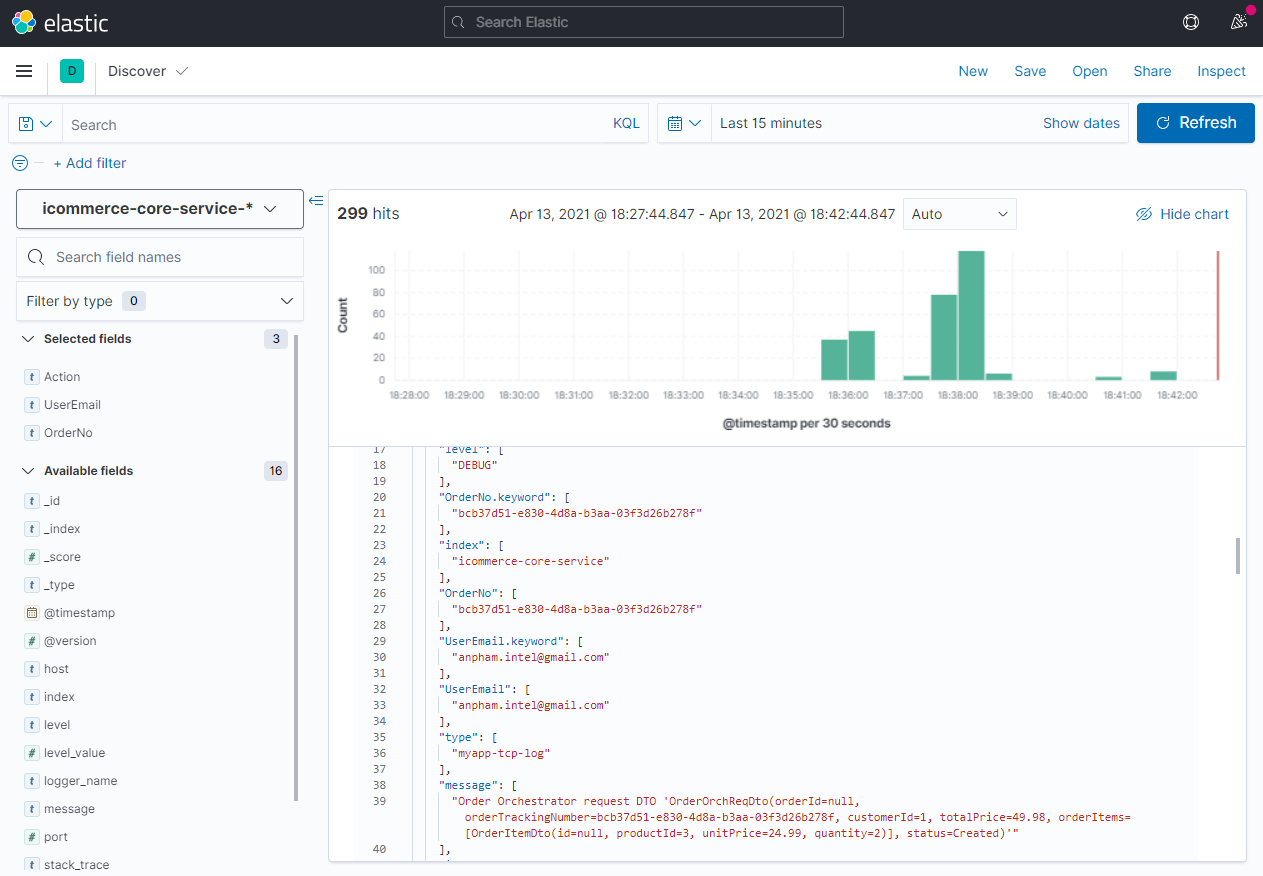 elastic
Search Elastic
D
Discover
New Save Open Share Inspect
Search
KQL
Last 15 minutes
Show dates
Refresh
+ Add filter
icommerce-core-service-*
Search field names
Filter by type 0
Selected fields 3
t Action
t UserEmail
t OrderNo
Available fields 16
t _id
t _index
# _score
t _type
@timestamp
# @version
t host
t index
t level
# level_value
t logger_name
t message
# port
t stack_trace
299 hits
Apr 13, 2021 @ 18:27:44.847 - Apr 13, 2021 @ 18:42:44.847
Auto
Hide chart
Count
100
80
60
40
20
0
18:28:00 18:29:00 18:30:00 18:31:00 18:32:00 18:33:00 18:34:00 18:35:00 18:36:00 18:37:00 18:38:00 18:39:00 18:40:00 18:41:00 18:42:00
@timestamp per 30 seconds
17 "level": [
18 "DEBUG"
19 ],
20 "OrderNo.keyword": [
21 "bcb37d51-e830-4d8a-b3aa-03f3d26b278f"
22 ],
23 "index": [
24 "icommerce-core-service"
25 ],
26 "OrderNo": [
27 "bcb37d51-e830-4d8a-b3aa-03f3d26b278f"
28 ],
29 "UserEmail.keyword": [
30 "anpham.intel@gmail.com"
31 ],
32 "UserEmail": [
33 "anpham.intel@gmail.com"
34 ],
35 "type": [
36 "myapp-tcp-log"
37 ],
38 "message": [
39 "Order Orchestrator request DTO 'OrderOrchReqDto(orderId=null,
orderTrackingNumber=bcb37d51-e830-4d8a-b3aa-03f3d26b278f, customerId=1, totalPrice=49.98, orderItems=
[OrderItemDto(id=null, productId=3, unitPrice=24.99, quantity=2)], status=Created)'"
40 ],